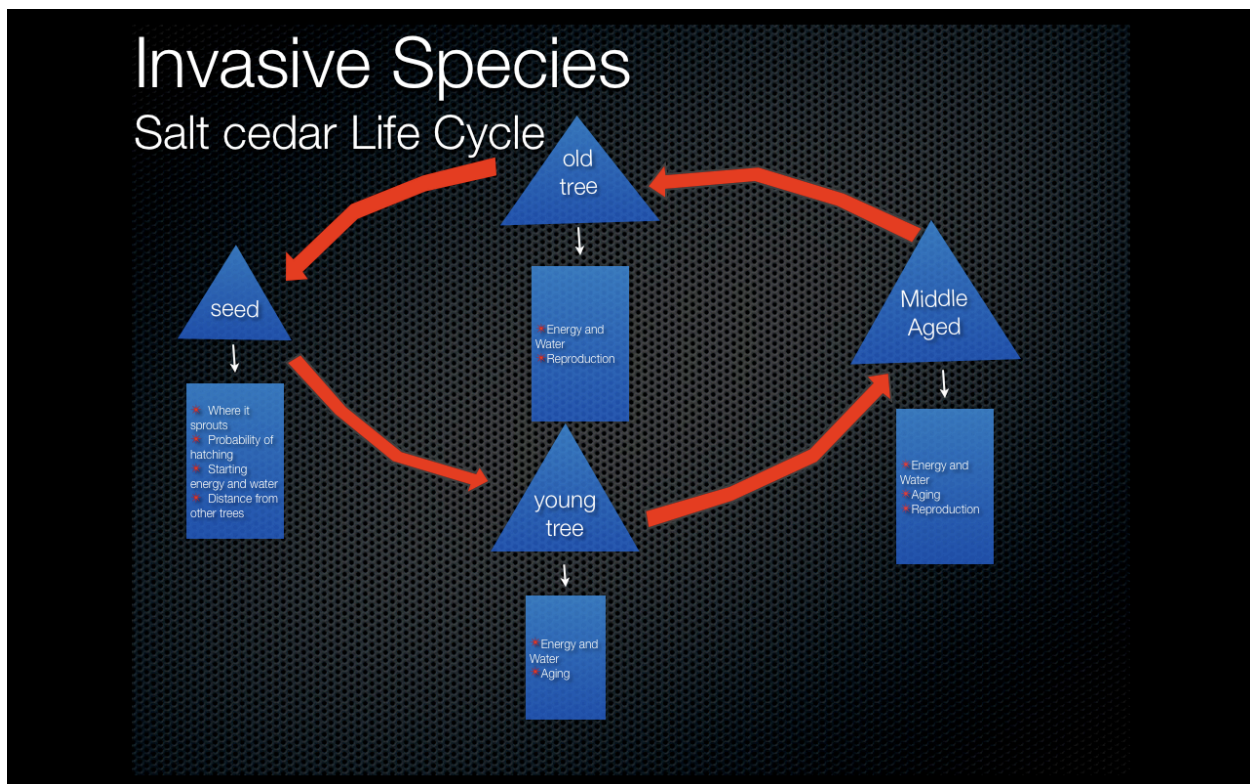 Invasive Species
Salt cedar Life Cycle
old
tree
Energy and
Water
Reproduction
seed
Where it
sprouts
Probability of
hatching
Starting
energy and water
Distance from
other trees
Middle
Aged
Energy and
Water
Aging
Reproduction
young
tree
Energy and
Water
Aging